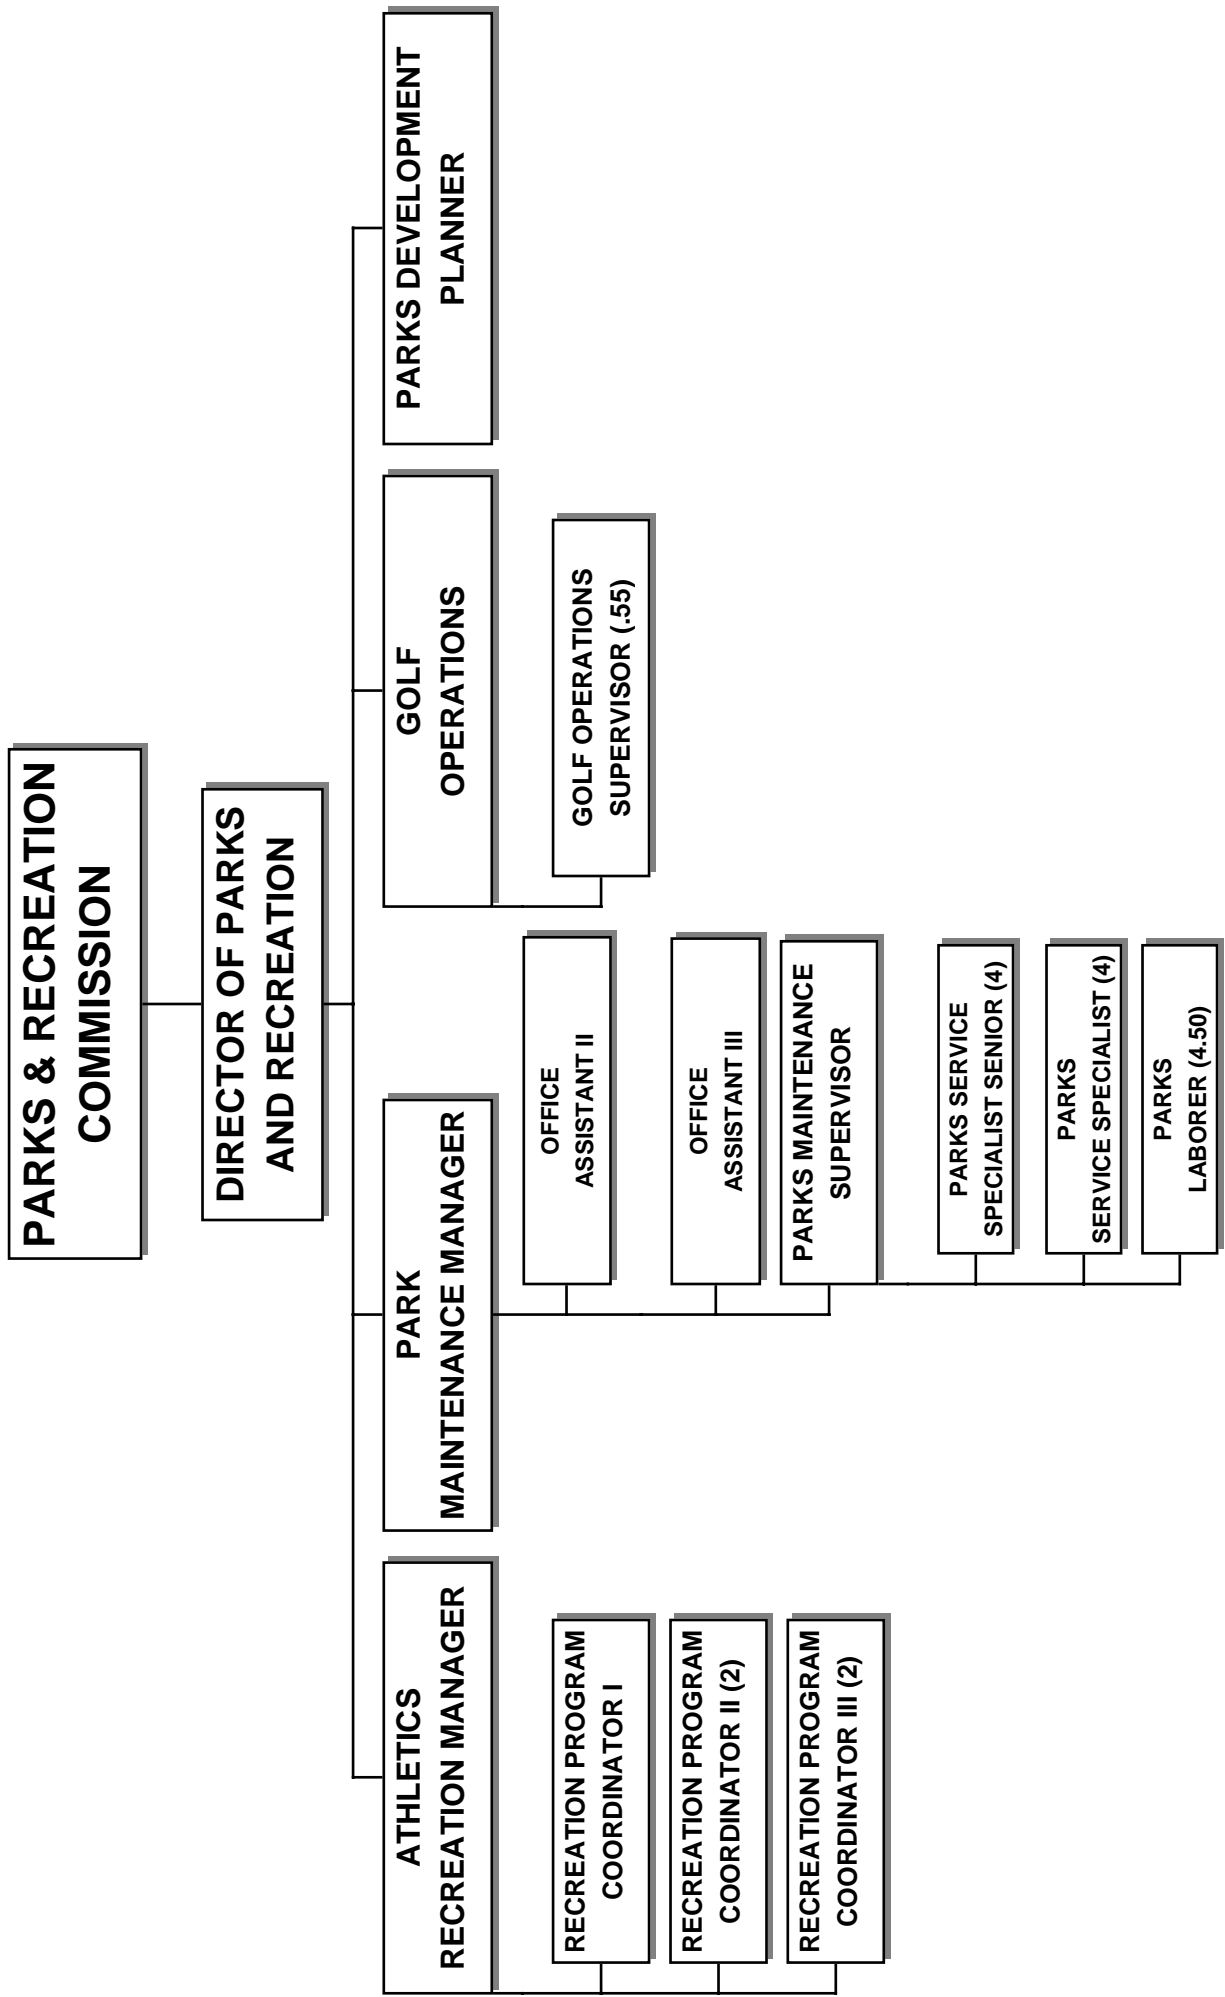 PARKS & RECREATION
COMMISSION
DIRECTOR OF PARKS
AND RECREATION
ATHLETICS
RECREATION MANAGER
RECREATION PROGRAM
COORDINATOR I
RECREATION PROGRAM
COORDINATOR II (2)
RECREATION PROGRAM
COORDINATOR III (2)
PARK
MAINTENANCE MANAGER
OFFICE
ASSISTANT II
OFFICE
ASSISTANT III
PARKS MAINTENANCE
SUPERVISOR
PARKS SERVICE
SPECIALIST SENIOR (4)
PARKS
SERVICE SPECIALIST (4)
PARKS
LABORER (4.50)
GOLF
OPERATIONS
GOLF OPERATIONS
SUPERVISOR (.55)
PARKS DEVELOPMENT
PLANNER